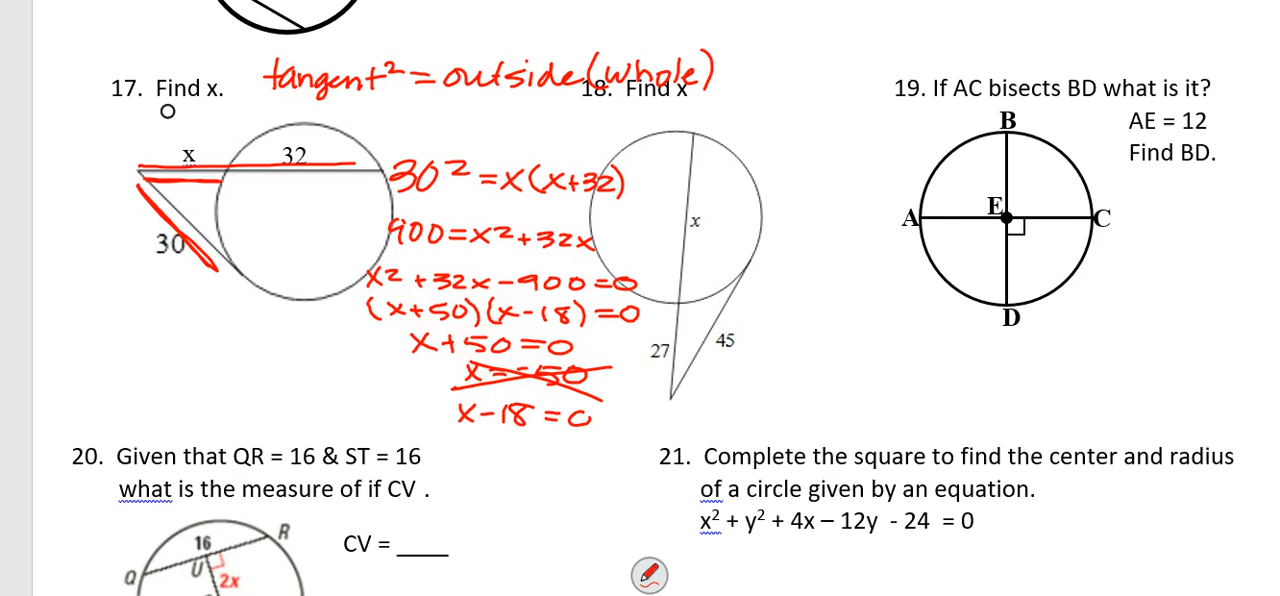 17. Find x.
tangent² = outside(whole)
18. Find x
O
x
32
30
30² = x(x+32)
900 = x² + 32x
x² + 32x - 900 = 0
(x+50)(x-18) = 0
x+50 = 0
x = -50
x-18 = 0
x
27
45
19. If AC bisects BD what is it?
AE = 12
Find BD.
B
A
E
C
D
20. Given that QR = 16 & ST = 16
what is the measure of if CV .
CV = ____
16
R
Q
U
2x
21. Complete the square to find the center and radius
of a circle given by an equation.
x² + y² + 4x – 12y - 24 = 0